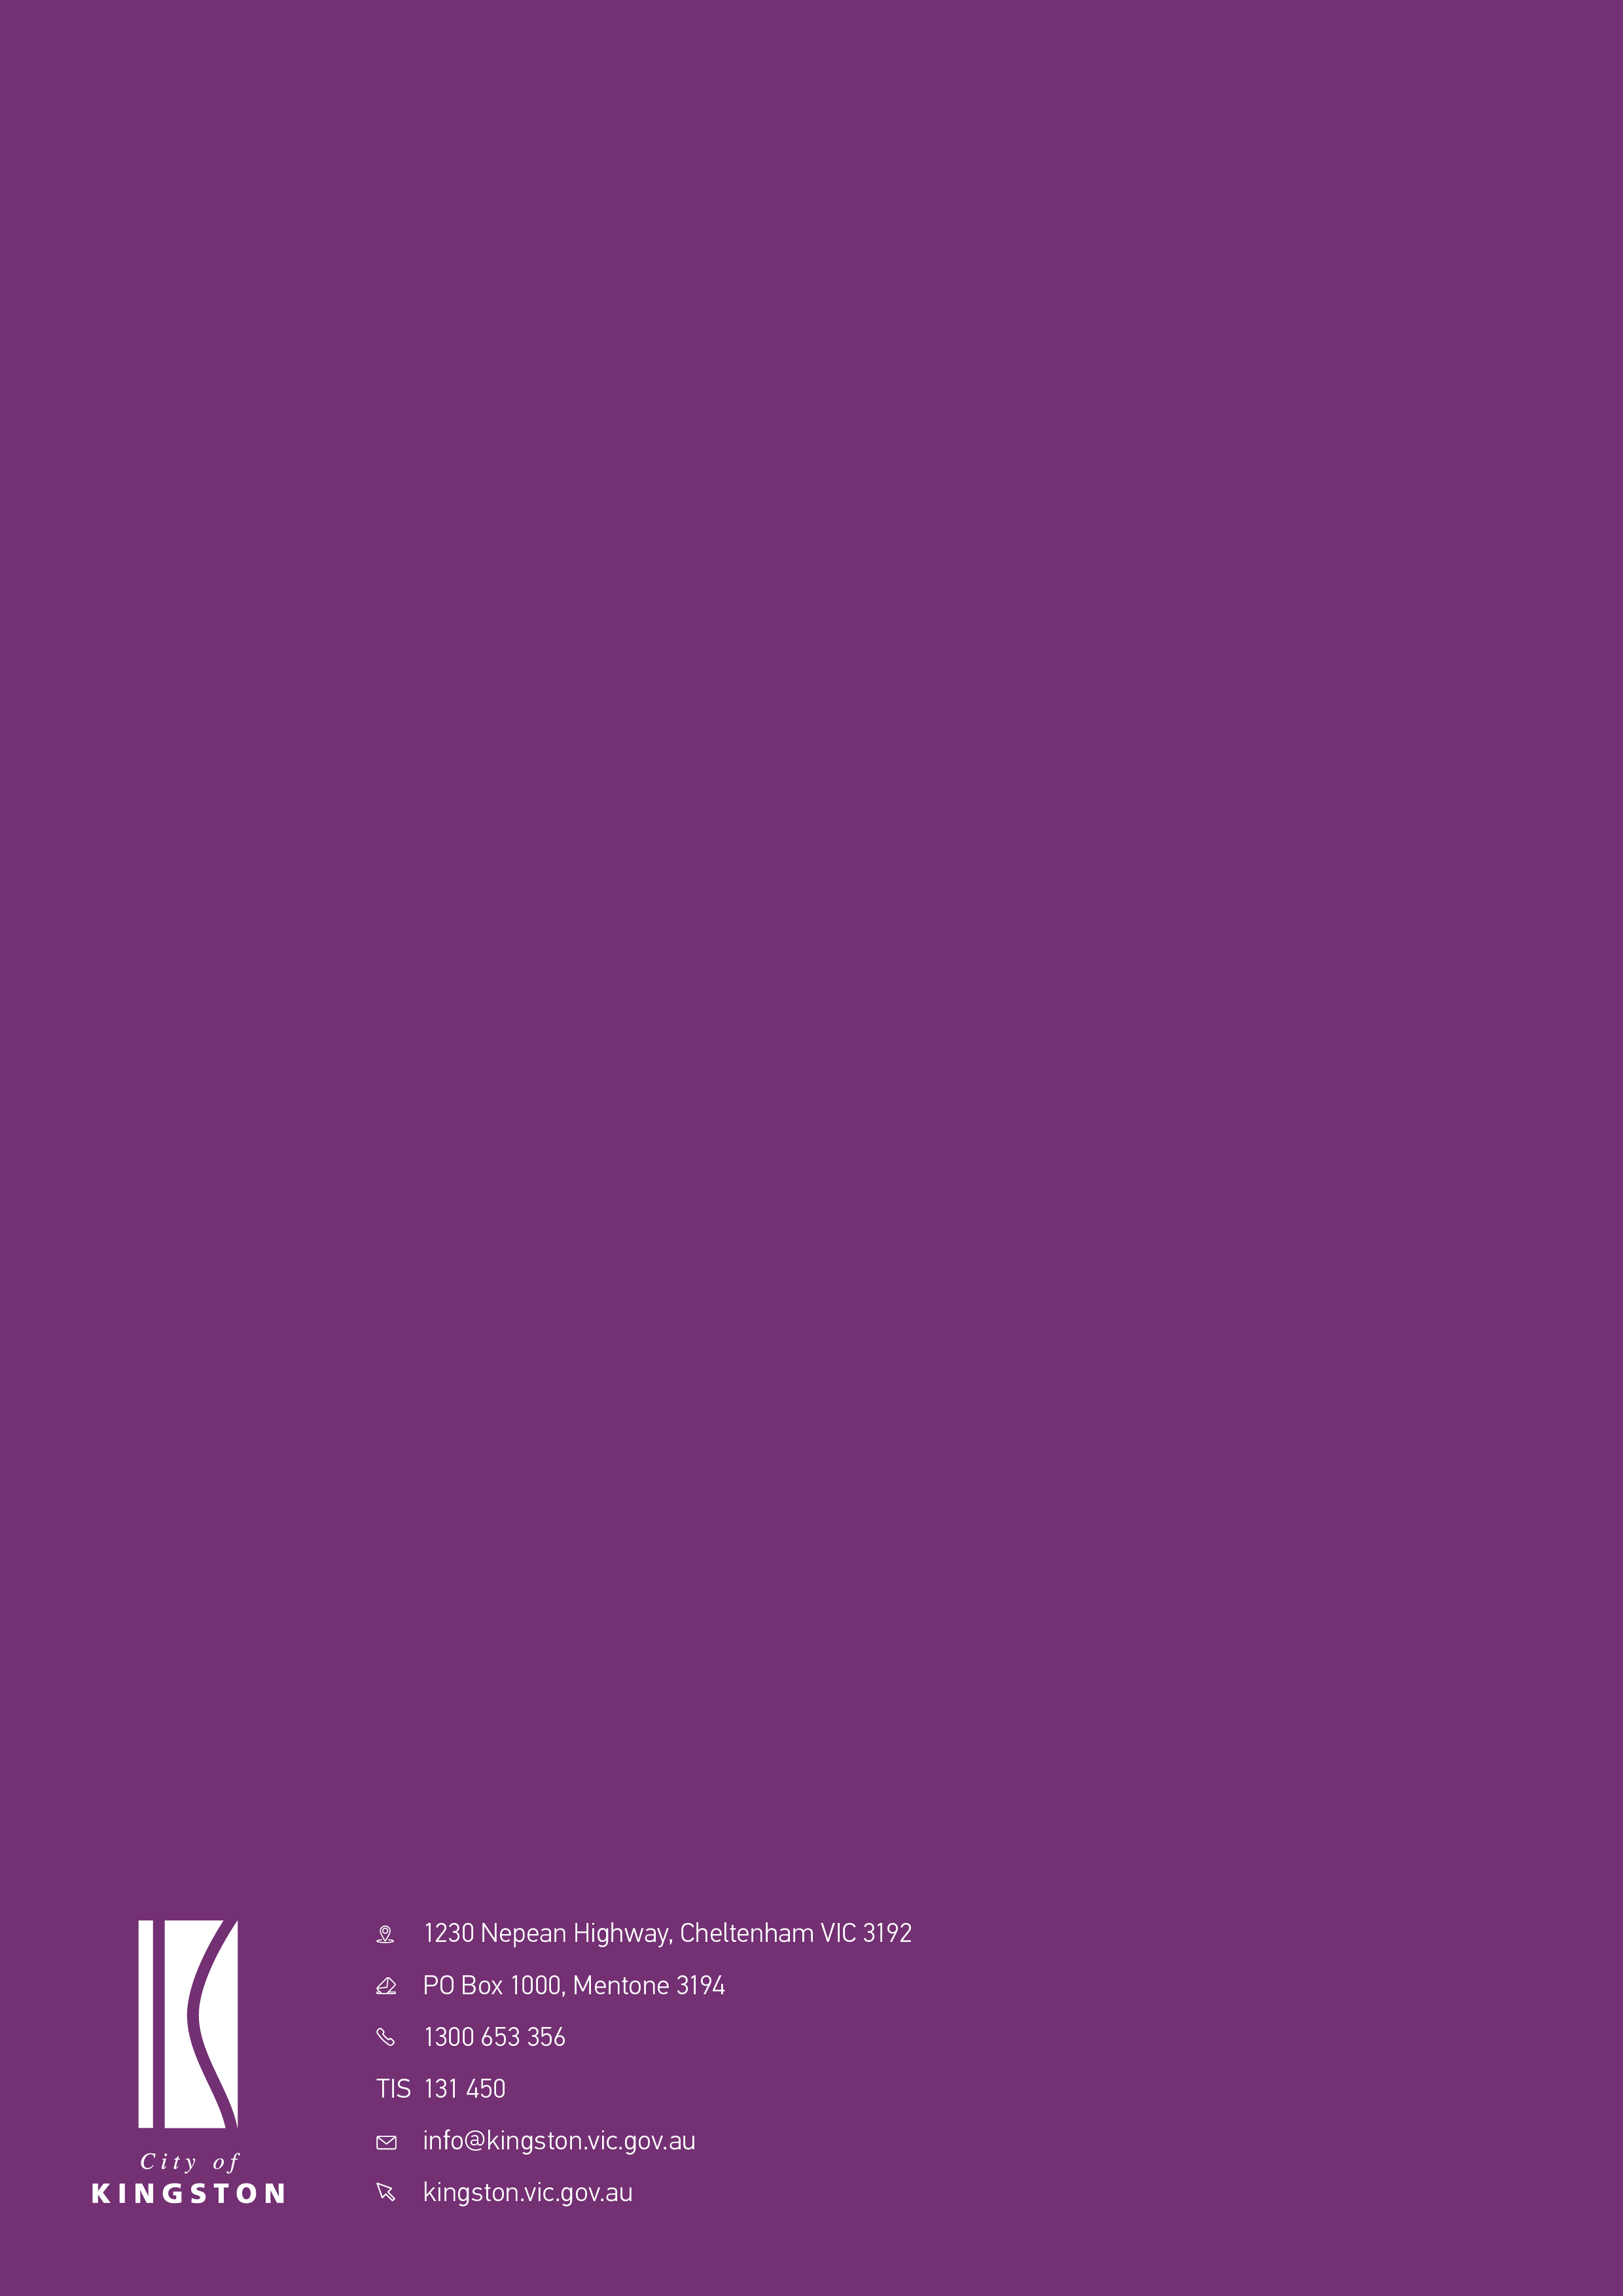 City of
KINGSTON
1230 Nepean Highway, Cheltenham VIC 3192
PO Box 1000, Mentone 3194
1300 653 356
TIS 131 450
info@kingston.vic.gov.au
kingston.vic.gov.au